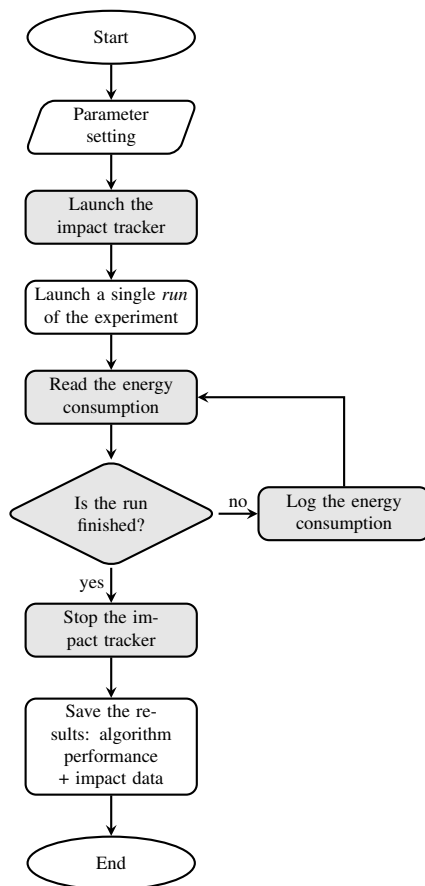 Start
Parameter
setting
Launch the
impact tracker
Launch a single run
of the experiment
Read the energy
consumption
Is the run
finished?
no
Log the energy
consumption
yes
Stop the im-
pact tracker
Save the re-
sults: algorithm
performance
+ impact data
End